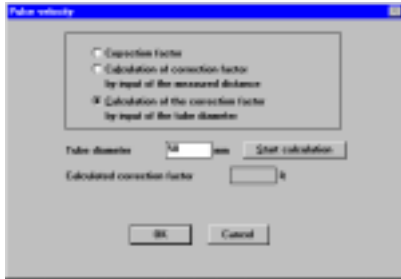 Pulse velocity
Correction factor
Calculation of correction factor
by input of the measured distance
Calculation of the correction factor
by input of the tube diameter
Tube diameter 50 mm Start calculation
Calculated correction factor %
OK Cancel